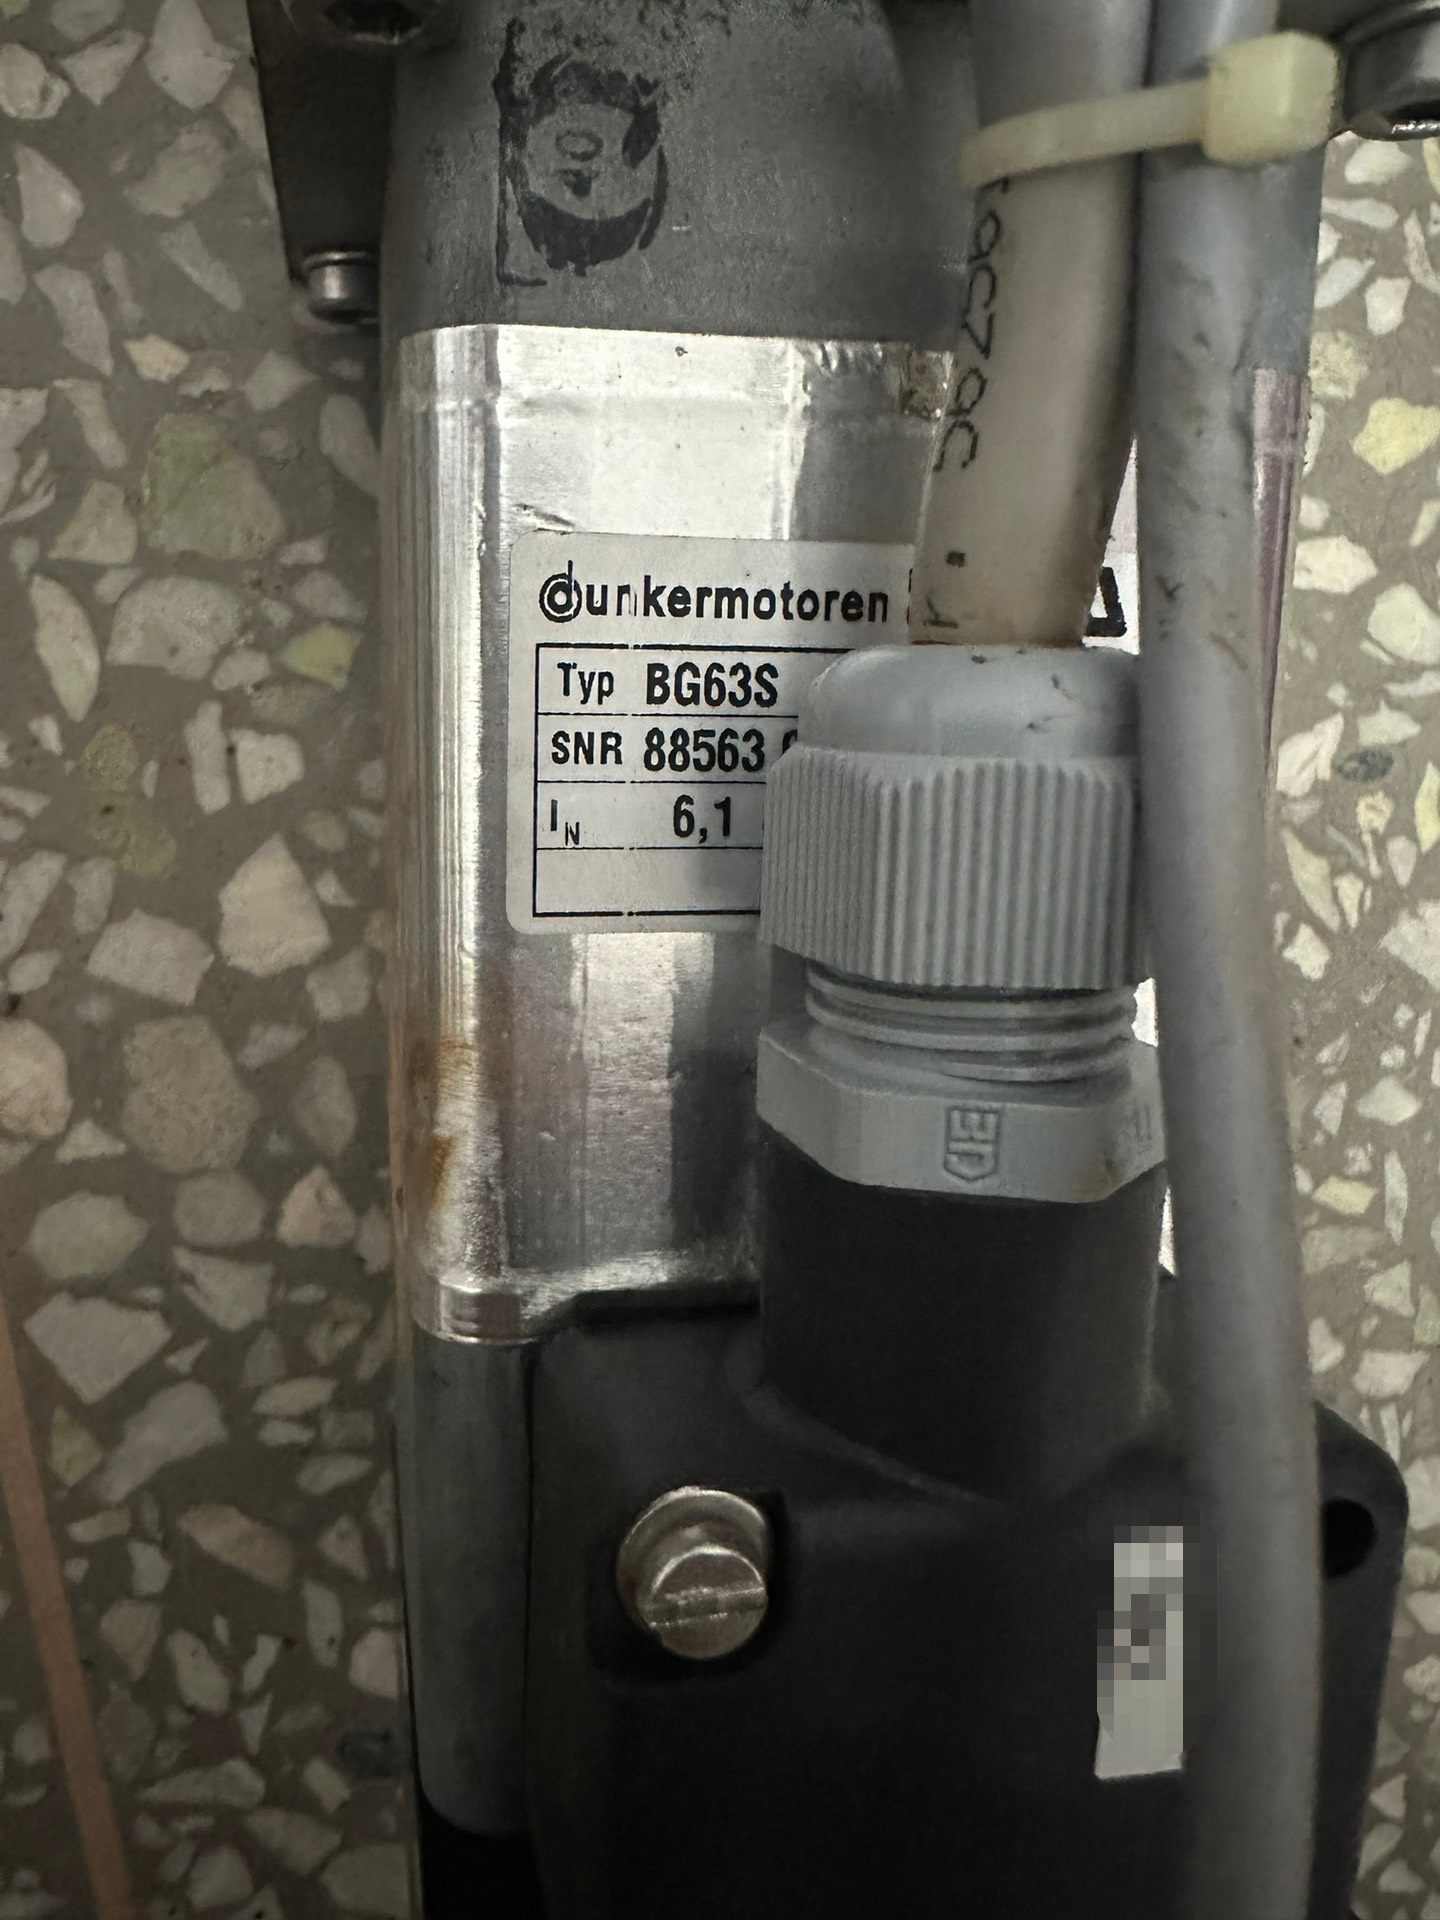 dunkermotoren
Typ BG63S
SNR 88563
IN 6,1